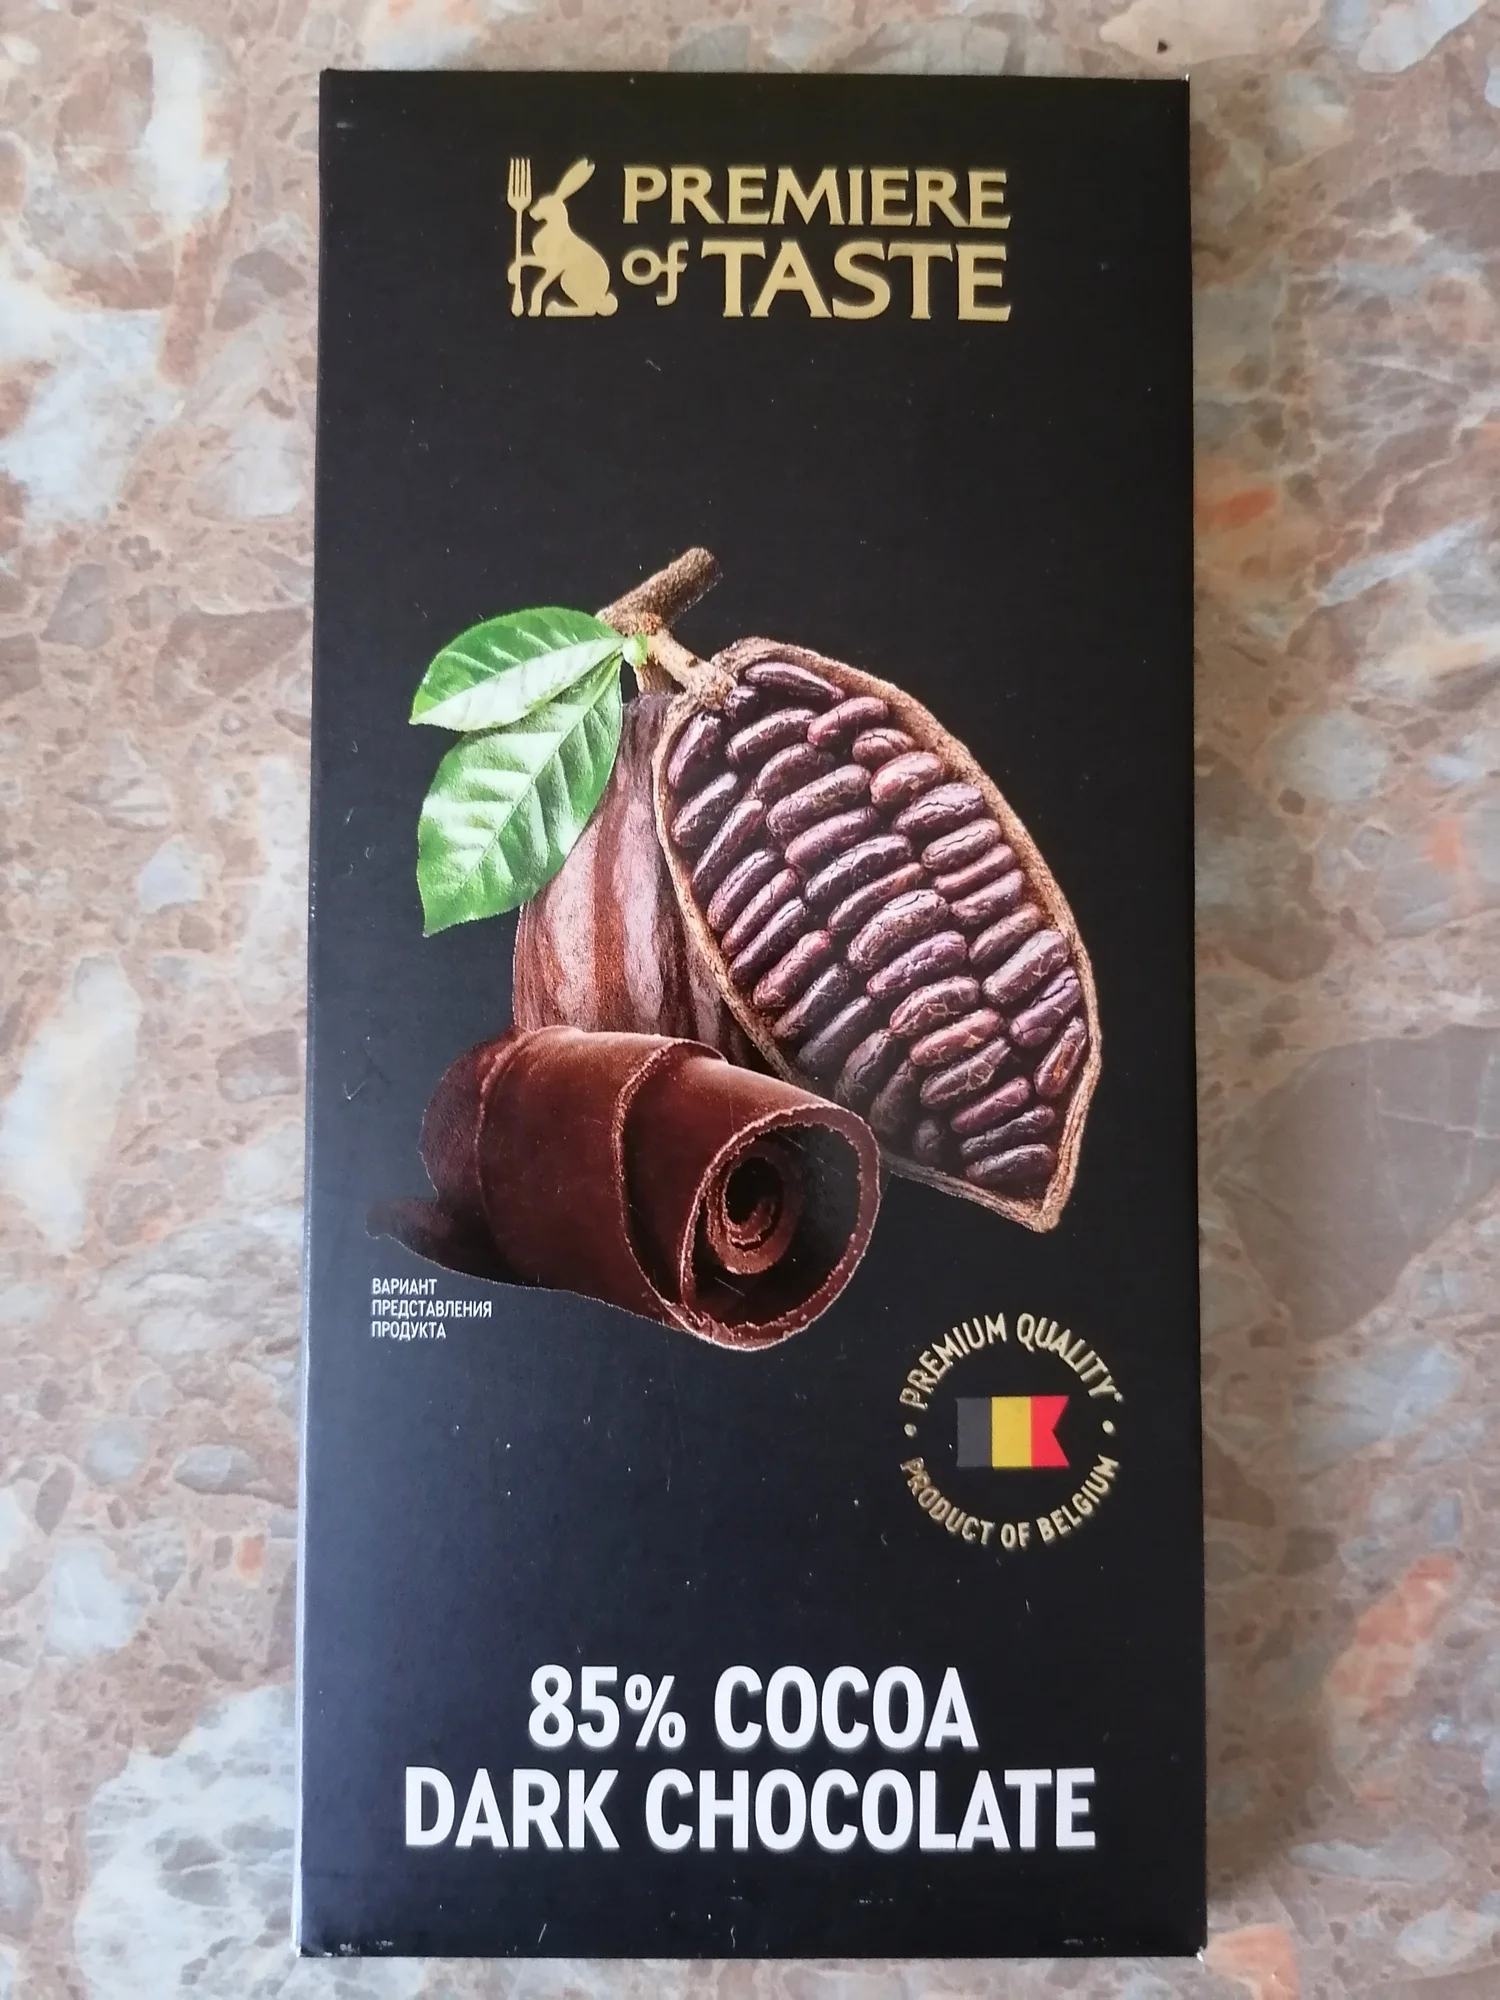 PREMIERE
of TASTE
ВАРИАНТ
ПРЕДСТАВЛЕНИЯ
ПРОДУКТА
• PREMIUM QUALITY* •
PRODUCT OF BELGIUM
85% COCOA
DARK CHOCOLATE